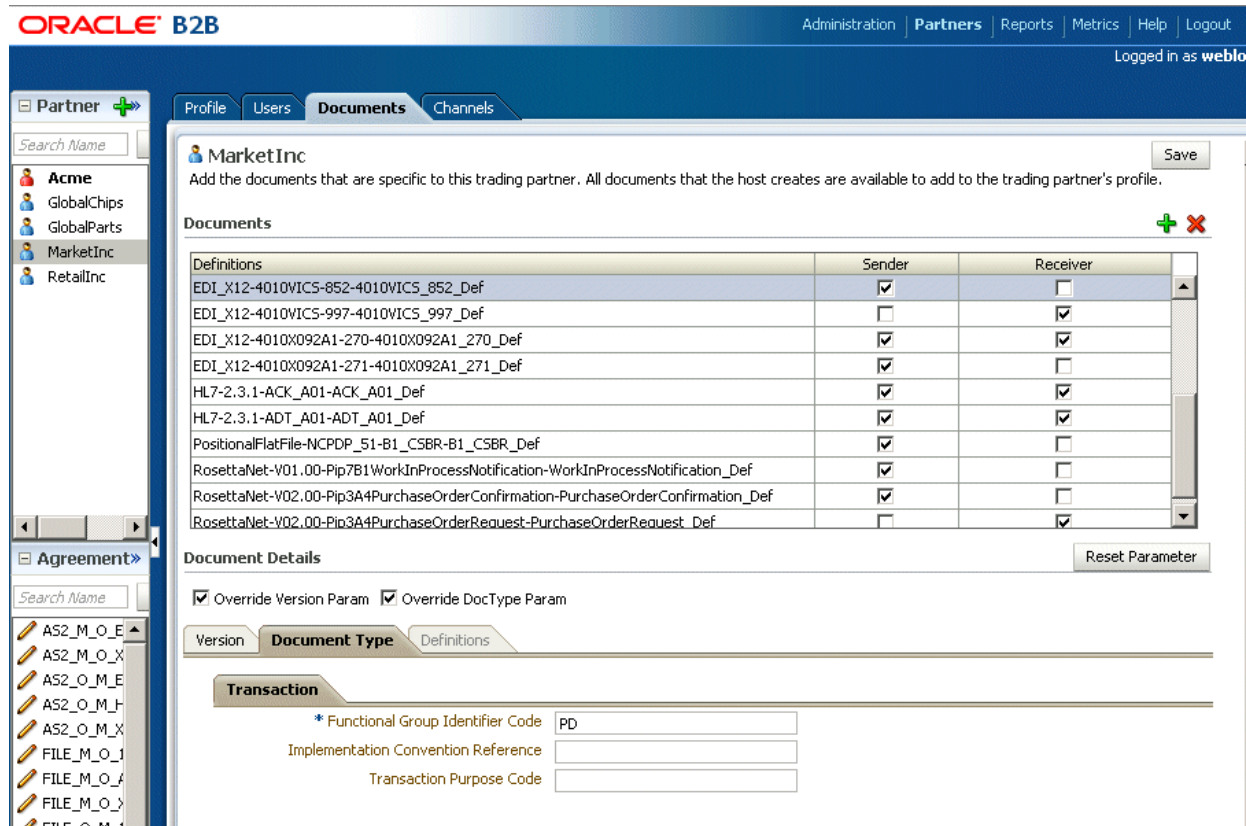 ORACLE B2B
Administration Partners Reports Metrics Help Logout
Logged in as weblo
Partner
Search Name
Acme
GlobalChips
GlobalParts
MarketInc
RetailInc
Agreement
Search Name
AS2_M_O_E
AS2_M_O_X
AS2_O_M_E
AS2_O_M_H
AS2_O_M_X
FILE_M_O_1
FILE_M_O_A
FILE_M_O_X
FILE_O_M_1
Profile Users Documents Channels
MarketInc Save
Add the documents that are specific to this trading partner. All documents that the host creates are available to add to the trading partner's profile.
Documents
Definitions Sender Receiver
EDI_X12-4010VICS-852-4010VICS_852_Def
EDI_X12-4010VICS-997-4010VICS_997_Def
EDI_X12-4010X092A1-270-4010X092A1_270_Def
EDI_X12-4010X092A1-271-4010X092A1_271_Def
HL7-2.3.1-ACK_A01-ACK_A01_Def
HL7-2.3.1-ADT_A01-ADT_A01_Def
PositionalFlatFile-NCPDP_51-B1_CSBR-B1_CSBR_Def
RosettaNet-V01.00-Pip7B1WorkInProcessNotification-WorkInProcessNotification_Def
RosettaNet-V02.00-Pip3A4PurchaseOrderConfirmation-PurchaseOrderConfirmation_Def
RosettaNet-V02.00-Pip3A4PurchaseOrderRequest-PurchaseOrderRequest_Def
Document Details Reset Parameter
Override Version Param Override DocType Param
Version Document Type Definitions
Transaction
* Functional Group Identifier Code PD
Implementation Convention Reference
Transaction Purpose Code